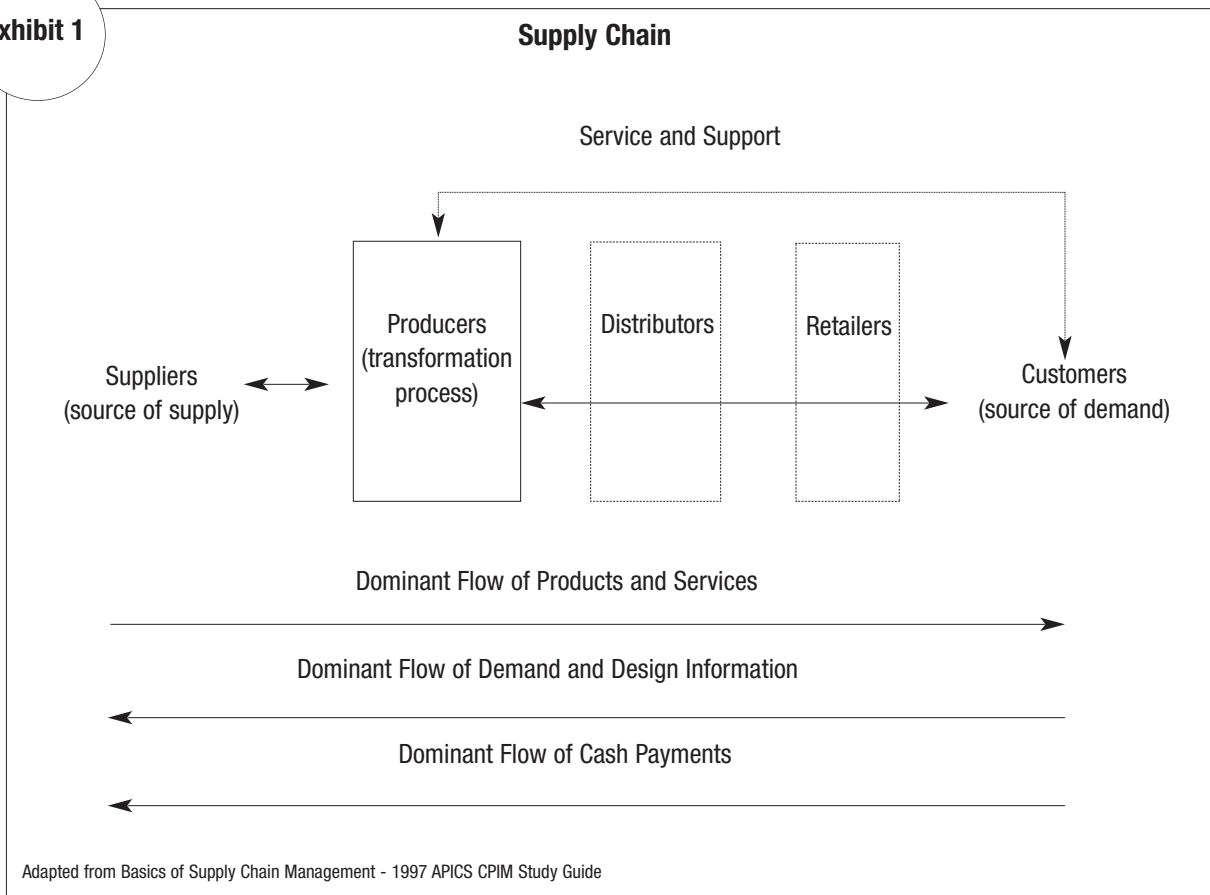 xhibit 1
Supply Chain
Service and Support
Producers
(transformation
process)
Distributors
Retailers
Suppliers
(source of supply)
Customers
(source of demand)
Dominant Flow of Products and Services
Dominant Flow of Demand and Design Information
Dominant Flow of Cash Payments
Adapted from Basics of Supply Chain Management - 1997 APICS CPIM Study Guide